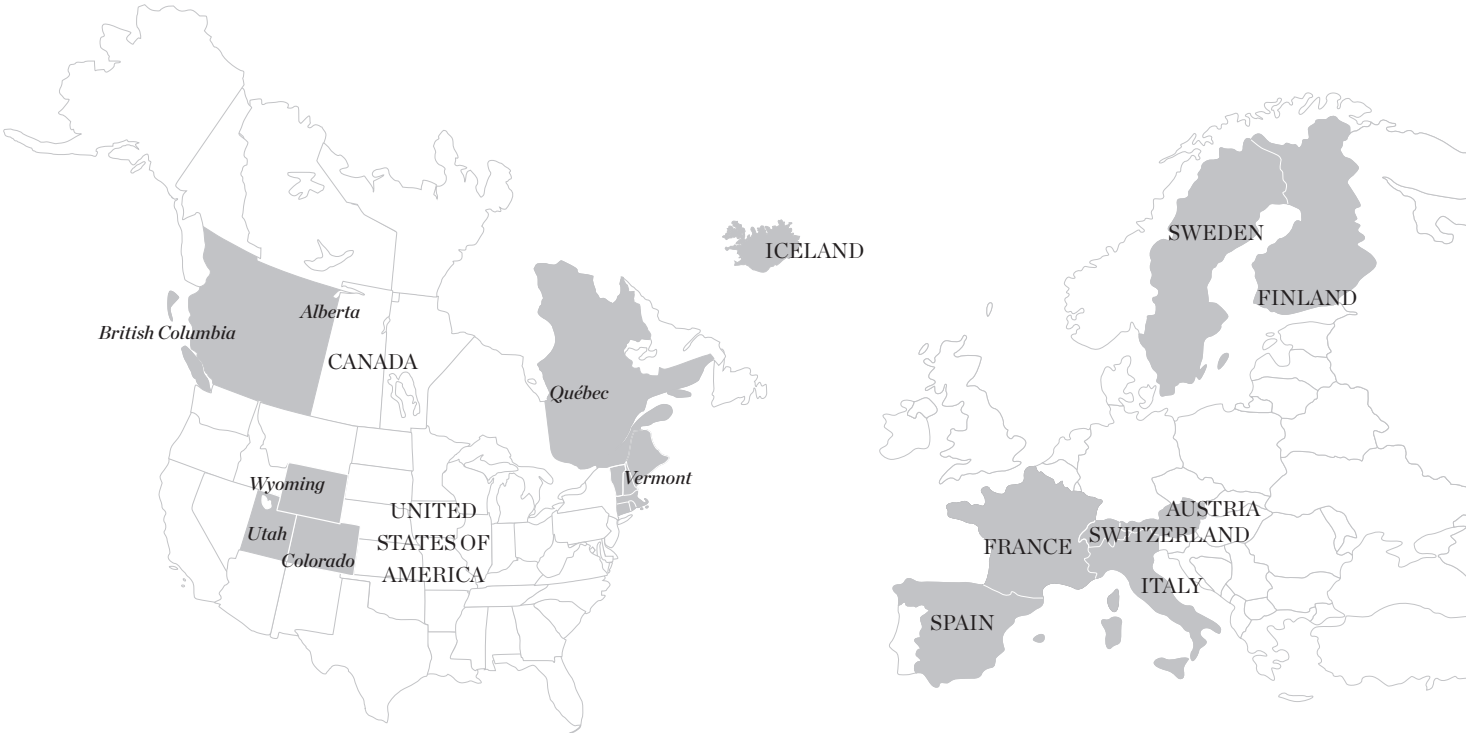 Alberta
British Columbia
CANADA
Québec
Vermont
Wyoming
Utah
Colorado
UNITED
STATES OF
AMERICA
ICELAND
SWEDEN
FINLAND
AUSTRIA
SWITZERLAND
FRANCE
ITALY
SPAIN